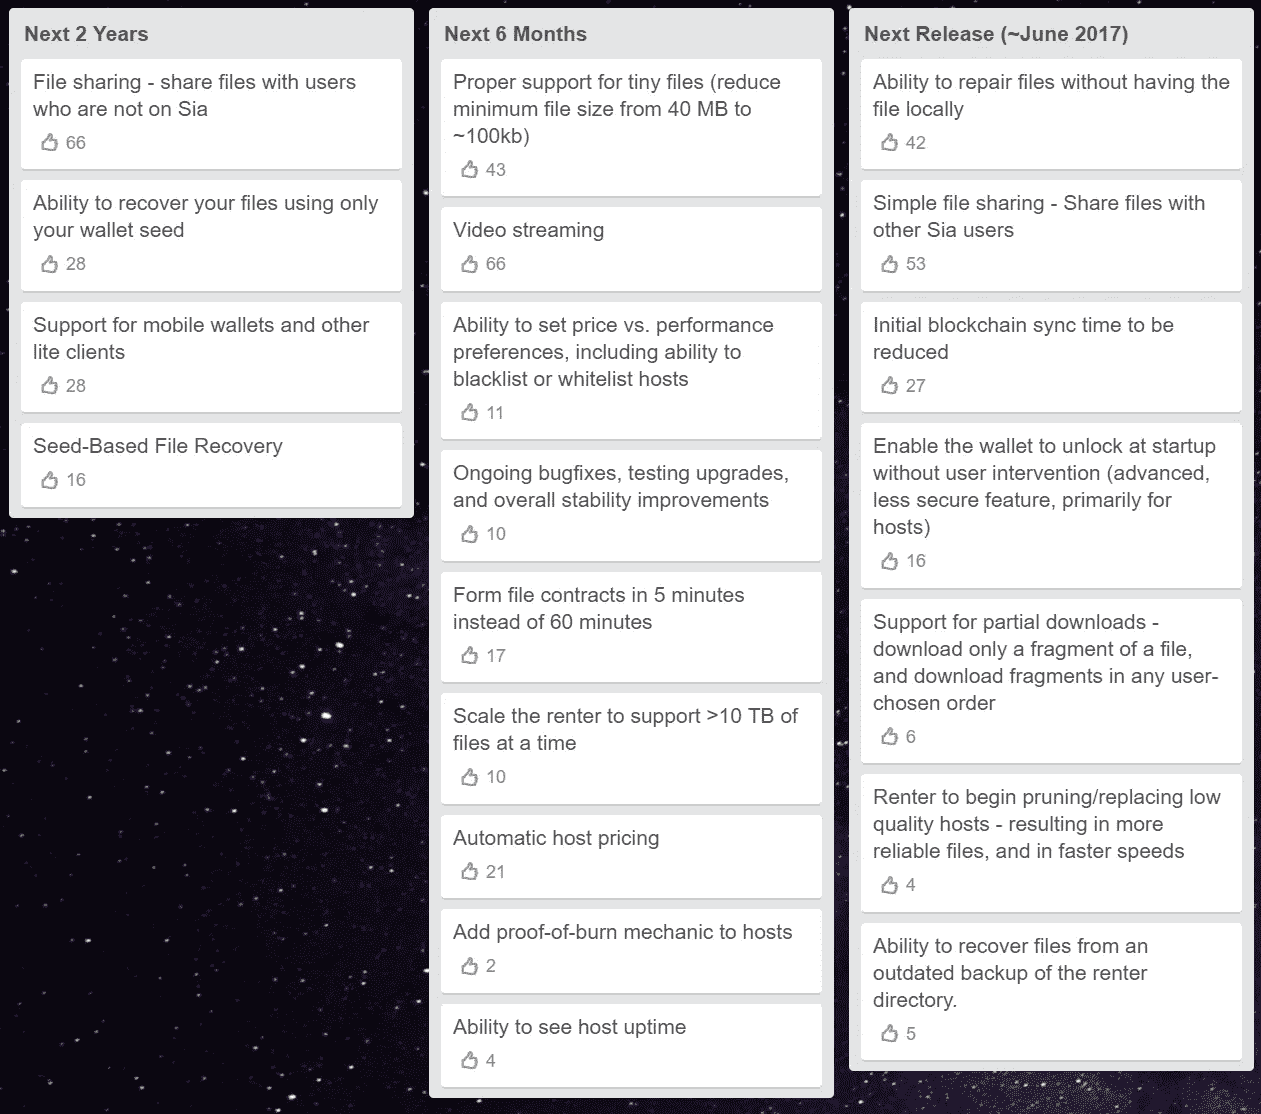 Next 2 Years
File sharing - share files with users
who are not on Sia
66
Ability to recover your files using only
your wallet seed
28
Support for mobile wallets and other
lite clients
28
Seed-Based File Recovery
16
Next 6 Months
Proper support for tiny files (reduce
minimum file size from 40 MB to
~100kb)
43
Video streaming
66
Ability to set price vs. performance
preferences, including ability to
blacklist or whitelist hosts
11
Ongoing bugfixes, testing upgrades,
and overall stability improvements
10
Form file contracts in 5 minutes
instead of 60 minutes
17
Scale the renter to support >10 TB of
files at a time
10
Automatic host pricing
21
Add proof-of-burn mechanic to hosts
2
Ability to see host uptime
4
Next Release (~June 2017)
Ability to repair files without having the
file locally
42
Simple file sharing - Share files with
other Sia users
53
Initial blockchain sync time to be
reduced
27
Enable the wallet to unlock at startup
without user intervention (advanced,
less secure feature, primarily for
hosts)
16
Support for partial downloads -
download only a fragment of a file,
and download fragments in any user-
chosen order
6
Renter to begin pruning/replacing low
quality hosts - resulting in more
reliable files, and in faster speeds
4
Ability to recover files from an
outdated backup of the renter
directory.
5